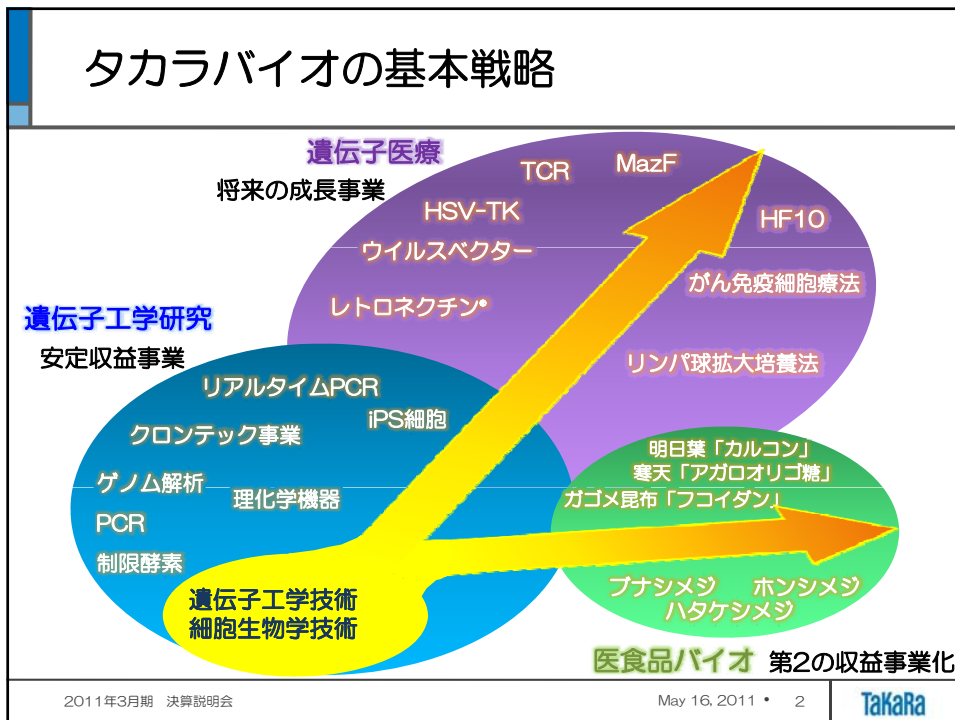 タカラバイオの基本戦略
遺伝子医療
将来の成長事業
TCR
MazF
HSV-TK
HF10
ウイルスベクター
がん免疫細胞療法
レトロネクチン®
リンパ球拡大培養法
遺伝子工学研究
安定収益事業
リアルタイムPCR
iPS細胞
クロンテック事業
ゲノム解析
理化学機器
PCR
制限酵素
明日葉「カルコン」
寒天「アガロオリゴ糖」
ガゴメ昆布「フコイダン」
ブナシメジ ホンシメジ
ハタケシメジ
遺伝子工学技術
細胞生物学技術
医食品バイオ 第2の収益事業化
2011年3月期 決算説明会
May 16, 2011 • 2
TaKaRa